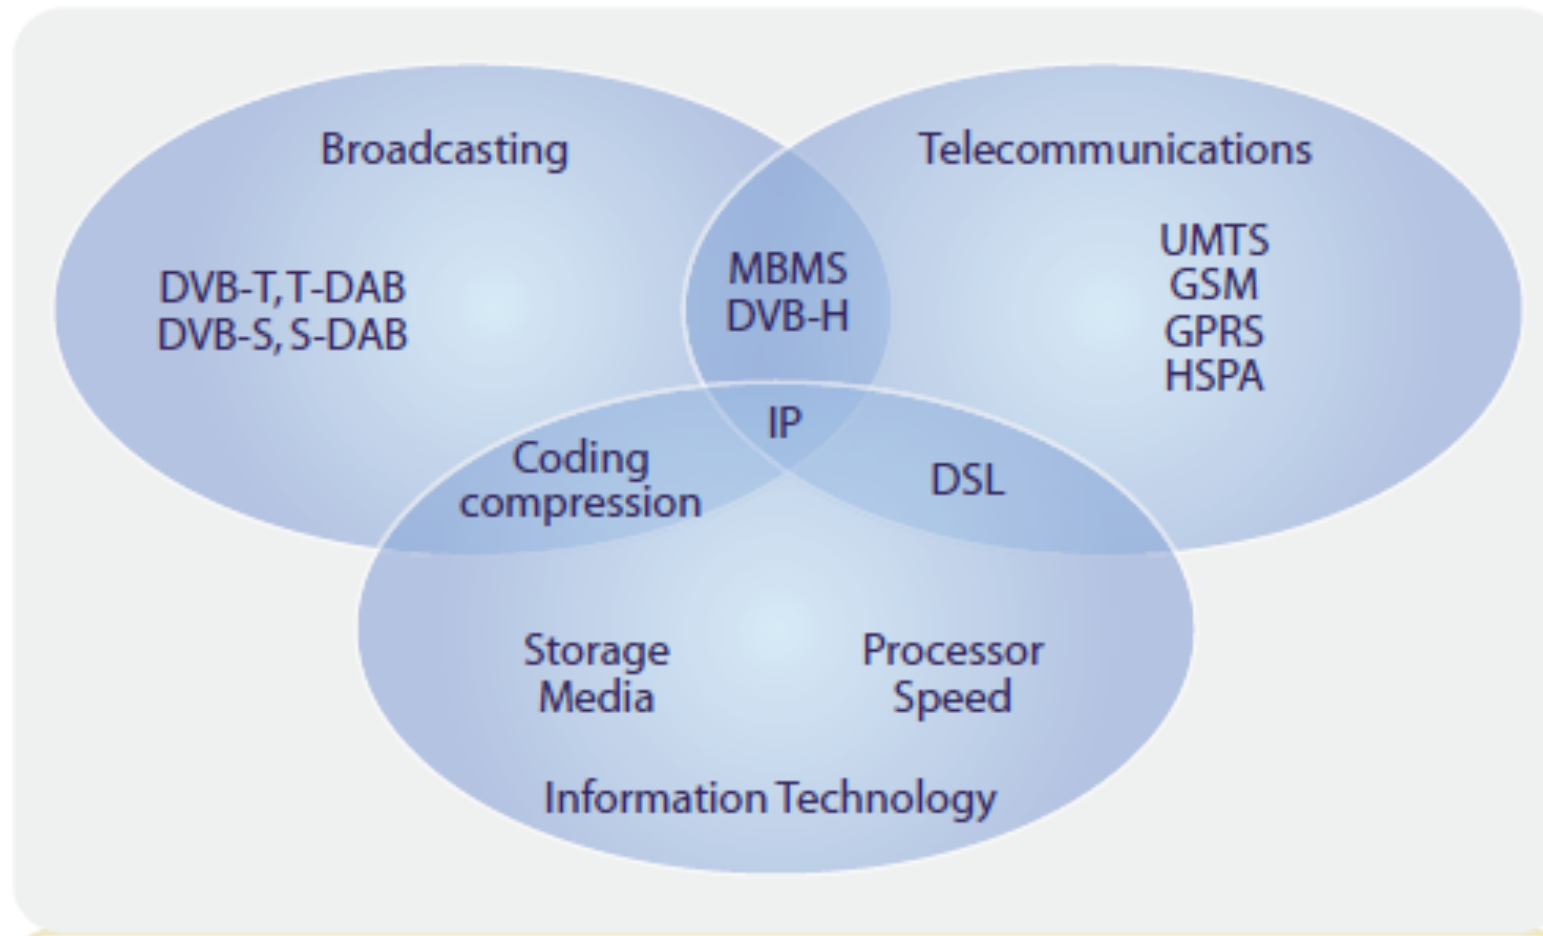 Broadcasting
Telecommunications
DVB-T, T-DAB
DVB-S, S-DAB
MBMS
DVB-H
UMTS
GSM
GPRS
HSPA
IP
Coding
compression
DSL
Storage
Media
Processor
Speed
Information Technology